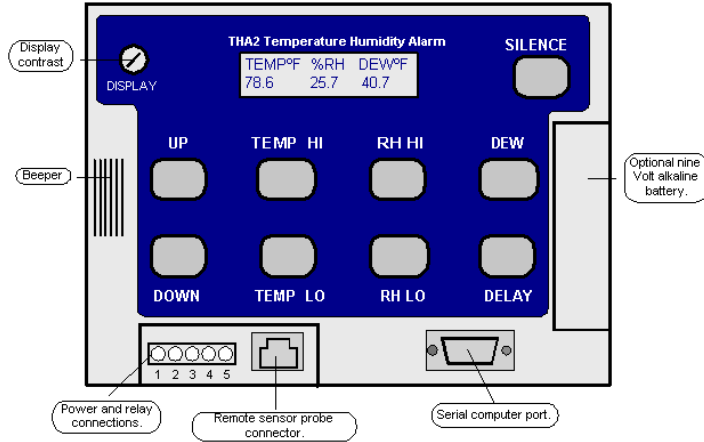 Display
contrast
THA2 Temperature Humidity Alarm
SILENCE
TEMPºF %RH DEWºF
78.6 25.7 40.7
DISPLAY
UP TEMP HI RH HI DEW
Beeper
Optional nine
Volt alkaline
battery.
DOWN TEMP LO RH LO DELAY
1 2 3 4 5
Power and relay
connections.
Remote sensor probe
connector.
Serial computer port.